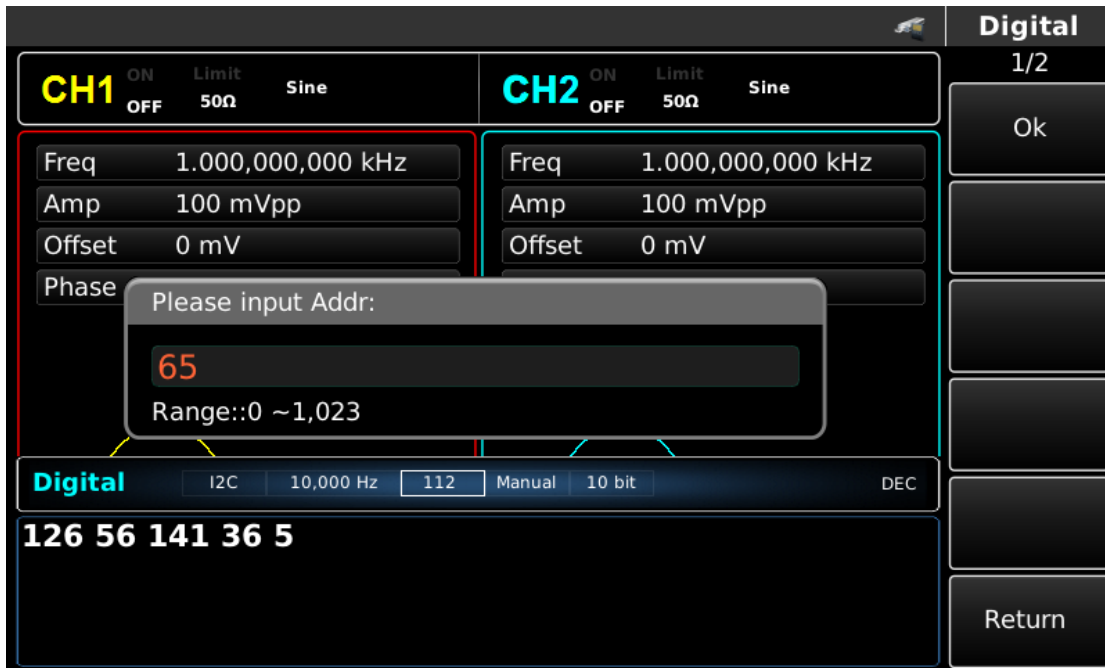 Digital
1/2
CH1 ON OFF Limit 50Ω Sine
CH2 ON OFF Limit 50Ω Sine
Ok
Freq 1.000,000,000 kHz
Freq 1.000,000,000 kHz
Amp 100 mVpp
Amp 100 mVpp
Offset 0 mV
Offset 0 mV
Phase
Please input Addr:
65
Range::0 ~1,023
Digital I2C 10,000 Hz 112 Manual 10 bit DEC
126 56 141 36 5
Return